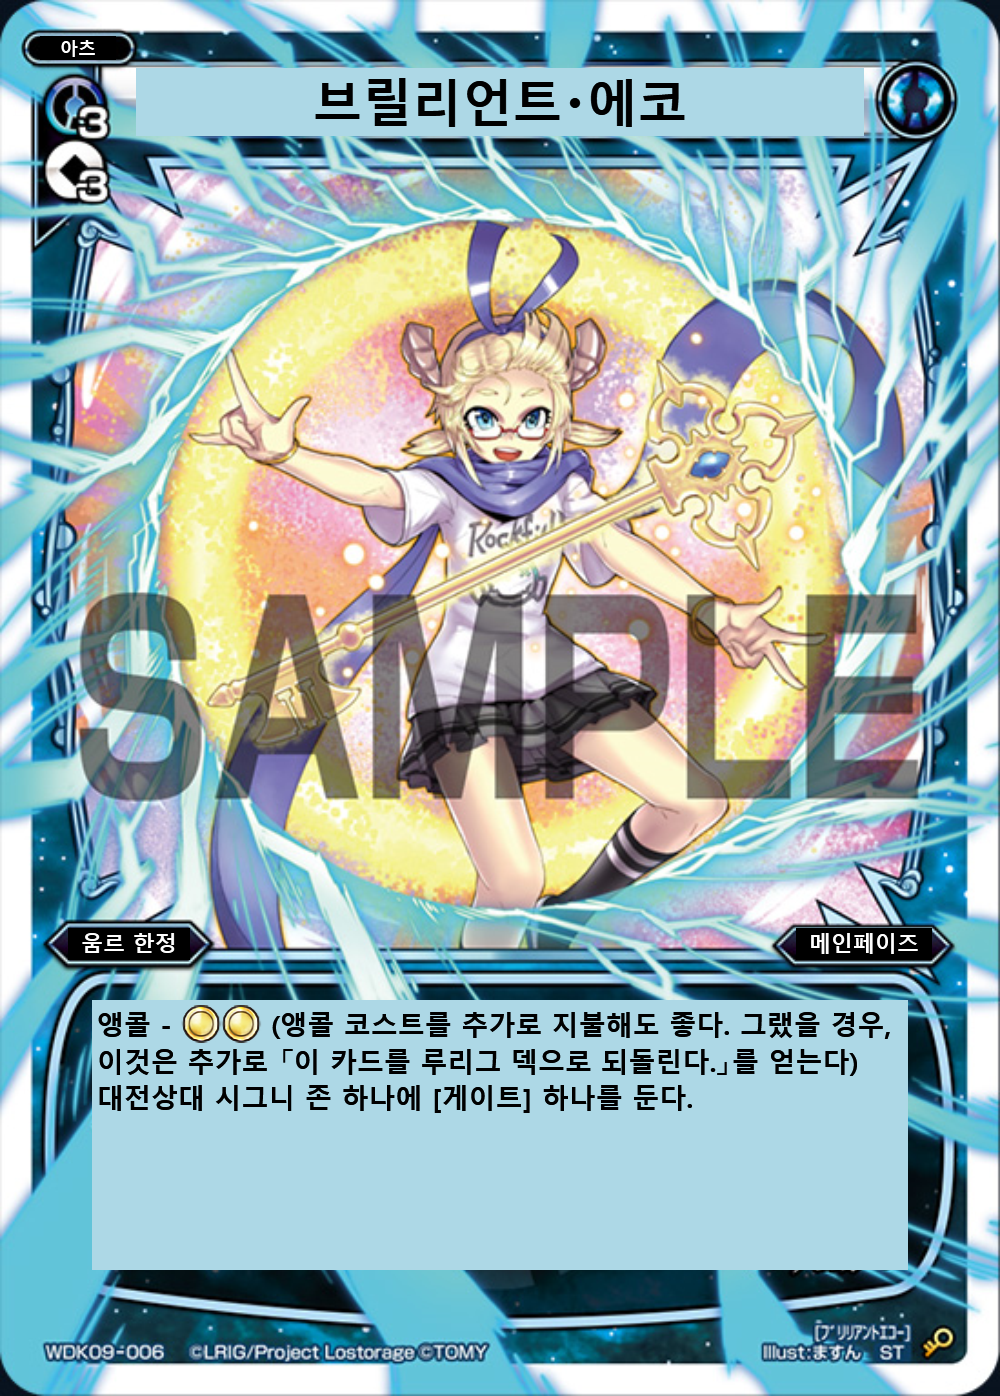 아츠
브릴리언트·에코
3
3
Rockfull
SAMPLE
II
움르 한정
메인페이즈
앵콜 - (앵콜 코스트를 추가로 지불해도 좋다. 그랬을 경우,
이것은 추가로 「이 카드를 루리그 덱으로 되돌린다.」를 얻는다)
대전상대 시그니 존 하나에 [게이트] 하나를 둔다.
[ブリリアントエコー]
WDK09-006 ©LRIG/Project Lostorage ©TOMY
Illust:ますん ST